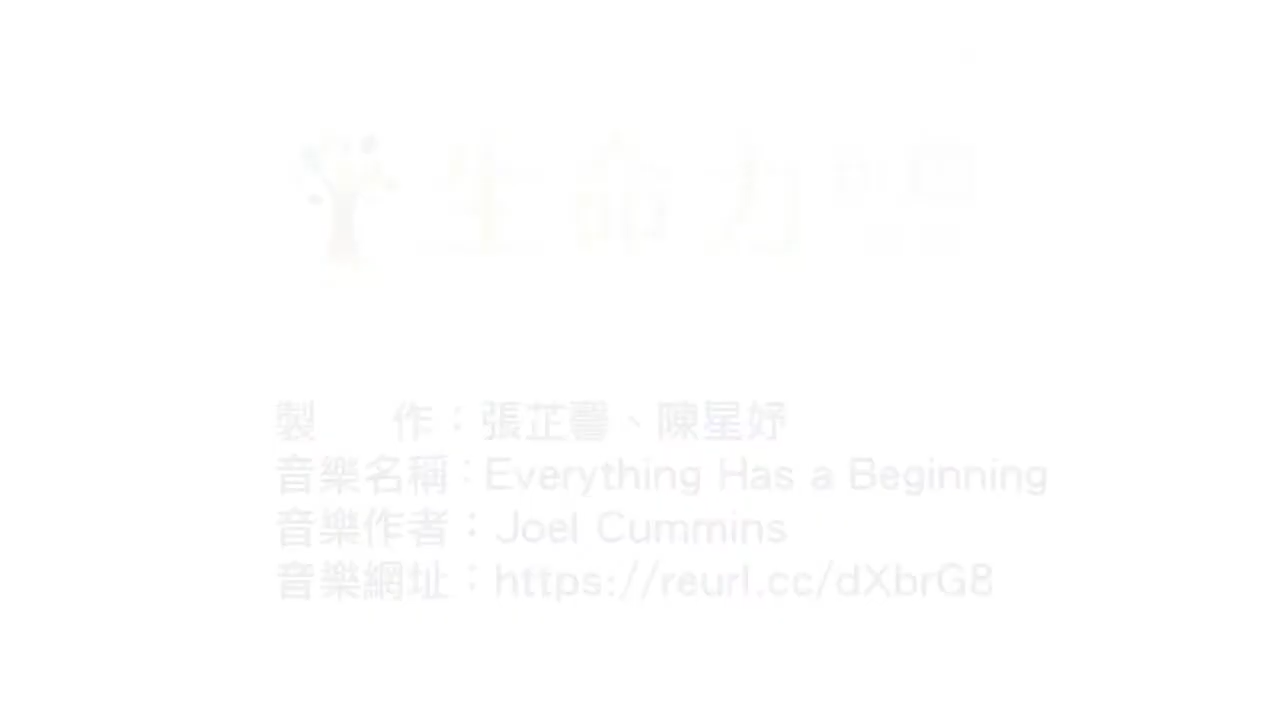 生命力
製 作：張芷馨、陳星妤
音樂名稱：Everything Has a Beginning
音樂作者：Joel Cummins
音樂網址：https://reurl.cc/dXbrG8